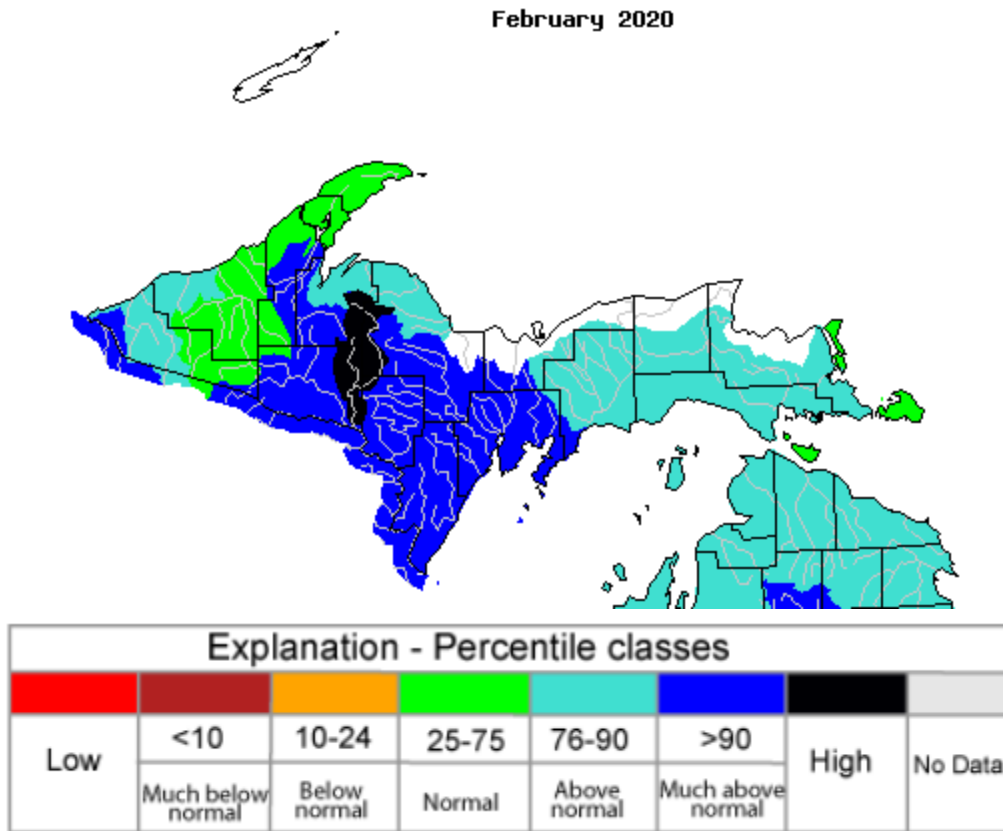 February 2020
Explanation - Percentile classes
Low
<10
10-24
25-75
76-90
>90
High
No Data
Much below
normal
Below
normal
Normal
Above
normal
Much above
normal